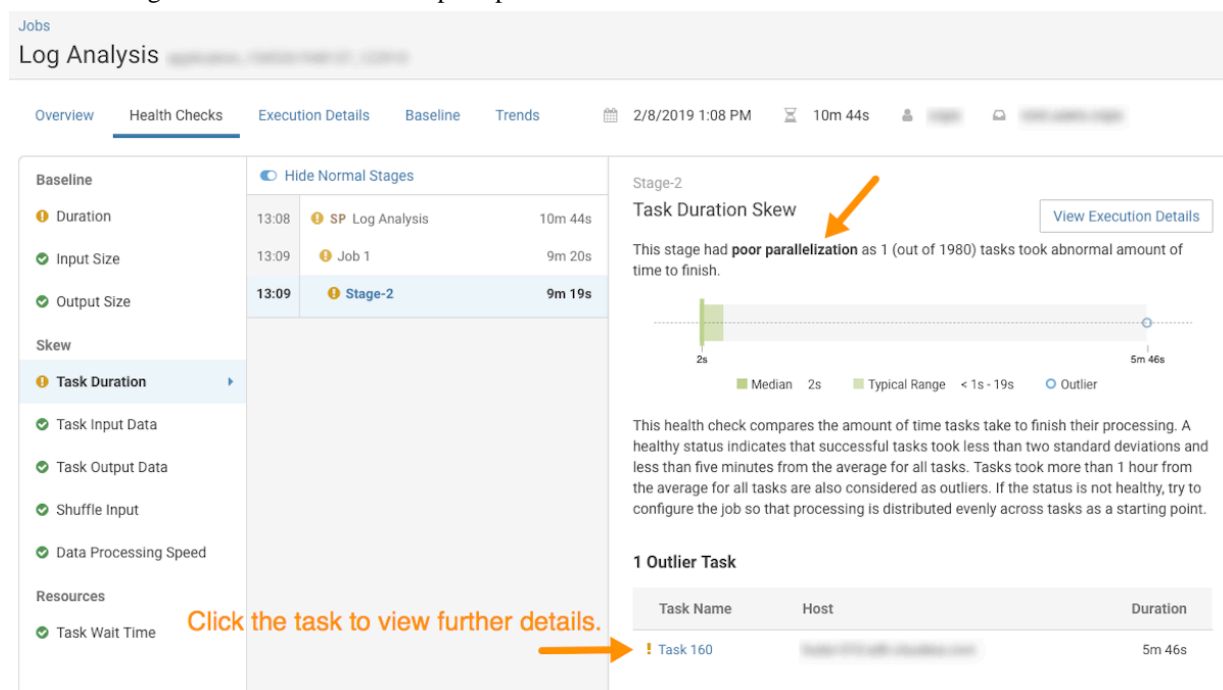 Jobs
Log Analysis
Overview Health Checks Execution Details Baseline Trends 2/8/2019 1:08 PM 10m 44s
Baseline
Duration
Input Size
Output Size
Skew
Task Duration
Task Input Data
Task Output Data
Shuffle Input
Data Processing Speed
Resources
Task Wait Time
Hide Normal Stages
13:08 SP Log Analysis 10m 44s
13:09 Job 1 9m 20s
13:09 Stage-2 9m 19s
Stage-2
Task Duration Skew
View Execution Details
This stage had poor parallelization as 1 (out of 1980) tasks took abnormal amount of
time to finish.
2s 5m 46s
Median 2s Typical Range < 1s - 19s Outlier
This health check compares the amount of time tasks take to finish their processing. A
healthy status indicates that successful tasks took less than two standard deviations and
less than five minutes from the average for all tasks. Tasks took more than 1 hour from
the average for all tasks are also considered as outliers. If the status is not healthy, try to
configure the job so that processing is distributed evenly across tasks as a starting point.
1 Outlier Task
Task Name Host Duration
Click the task to view further details.
! Task 160 5m 46s